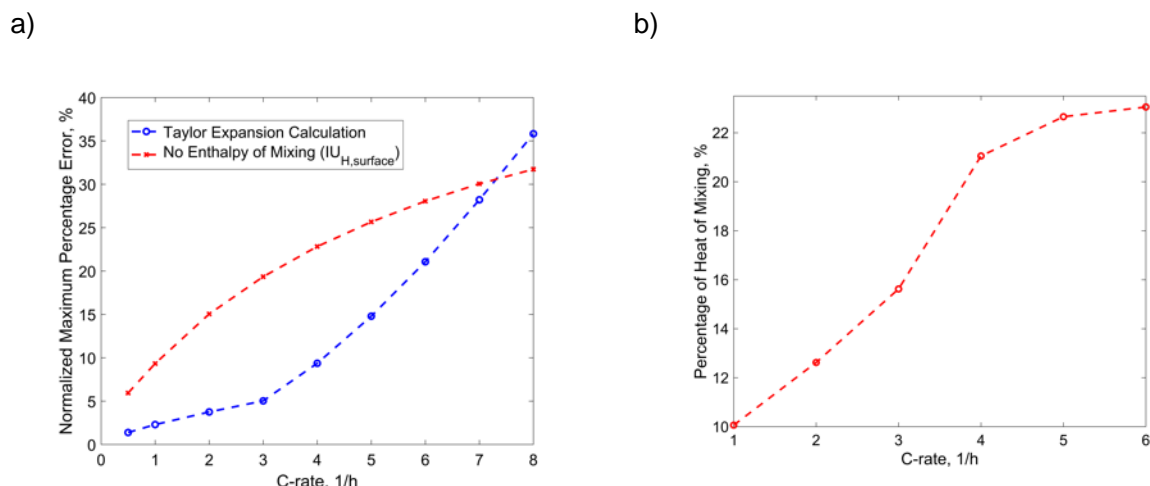 a)
b)
Normalized Maximum Percentage Error, %
40
35
30
25
20
15
10
5
0
Taylor Expansion Calculation
No Enthalpy of Mixing (IU_H,surface)
0 1 2 3 4 5 6 7 8
C-rate, 1/h
Percentage of Heat of Mixing, %
22
20
18
16
14
12
10
1 2 3 4 5 6
C-rate, 1/h